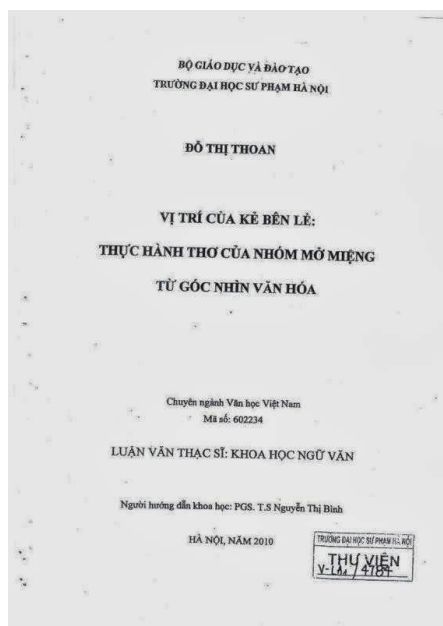 BỘ GIÁO DỤC VÀ ĐÀO TẠO
TRƯỜNG ĐẠI HỌC SƯ PHẠM HÀ NỘI
ĐỖ THỊ THOAN
VỊ TRÍ CỦA KẺ BÊN LỀ:
THỰC HÀNH THƠ CỦA NHÓM MỞ MIỆNG
TỪ GÓC NHÌN VĂN HÓA
Chuyên ngành Văn học Việt Nam
Mã số: 602234
LUẬN VĂN THẠC SĨ: KHOA HỌC NGỮ VĂN
Người hướng dẫn khoa học: PGS. T.S Nguyễn Thị Bình
HÀ NỘI, NĂM 2010
TRƯỜNG ĐẠI HỌC SƯ PHẠM HÀ NỘI
THƯ VIỆN
V-LA1/4784